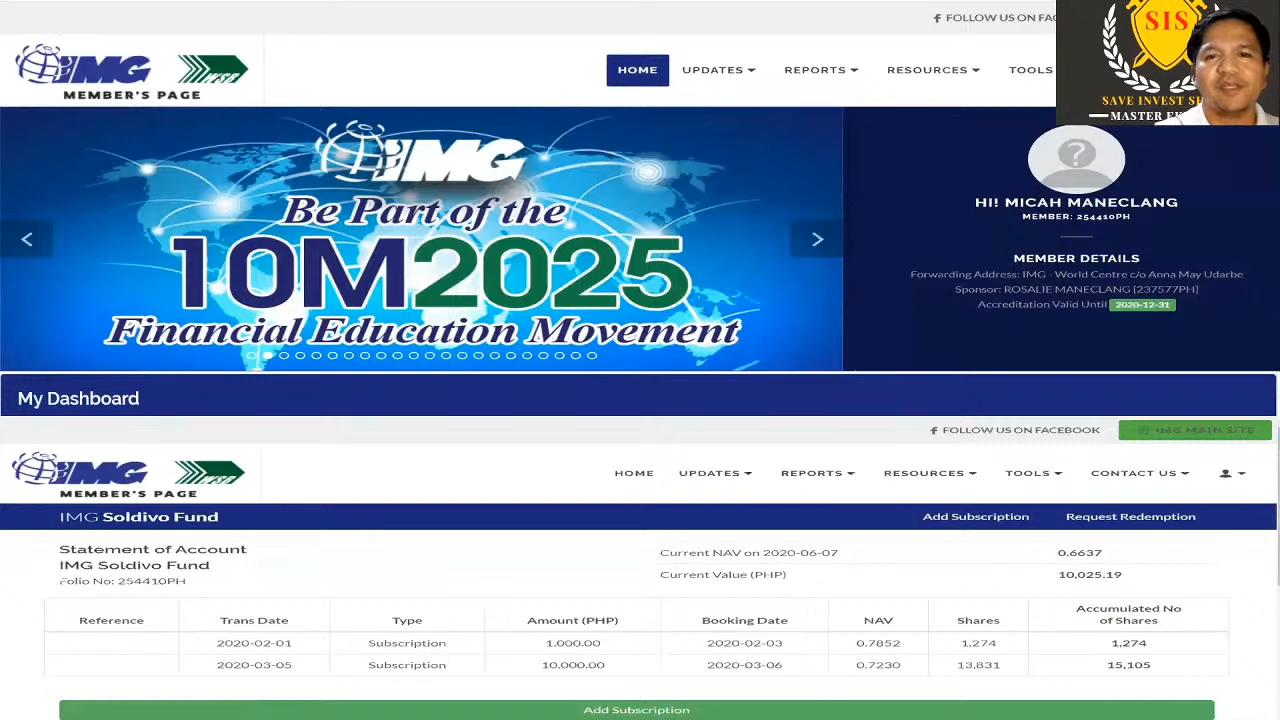 FOLLOW US ON FAC
SIS
SAVE INVEST SH
MASTER
IMG WSB
MEMBER'S PAGE
HOME UPDATES REPORTS RESOURCES TOOLS
IMG
Be Part of the
10M2025
Financial Education Movement
HI! MICAH MANECLANG
MEMBER: 254410PH
MEMBER DETAILS
Forwarding Address: IMG - World Centre c/o Anna May Udarbe
Sponsor: ROSALIE MANECLANG [237577PH]
Accreditation Valid Until 2020-12-31
My Dashboard
FOLLOW US ON FACEBOOK IMG MAIN SITE
IMG WSB
MEMBER'S PAGE
HOME UPDATES REPORTS RESOURCES TOOLS CONTACT US
IMG Soldivo Fund Add Subscription Request Redemption
Statement of Account
IMG Soldivo Fund
Folio No: 254410PH
Current NAV on 2020-06-07 0.6637
Current Value (PHP) 10,025.19
Reference Trans Date Type Amount (PHP) Booking Date NAV Shares Accumulated No of Shares
2020-02-01 Subscription 1,000.00 2020-02-03 0.7852 1,274 1,274
2020-03-05 Subscription 10,000.00 2020-03-06 0.7230 13,831 15,105
Add Subscription